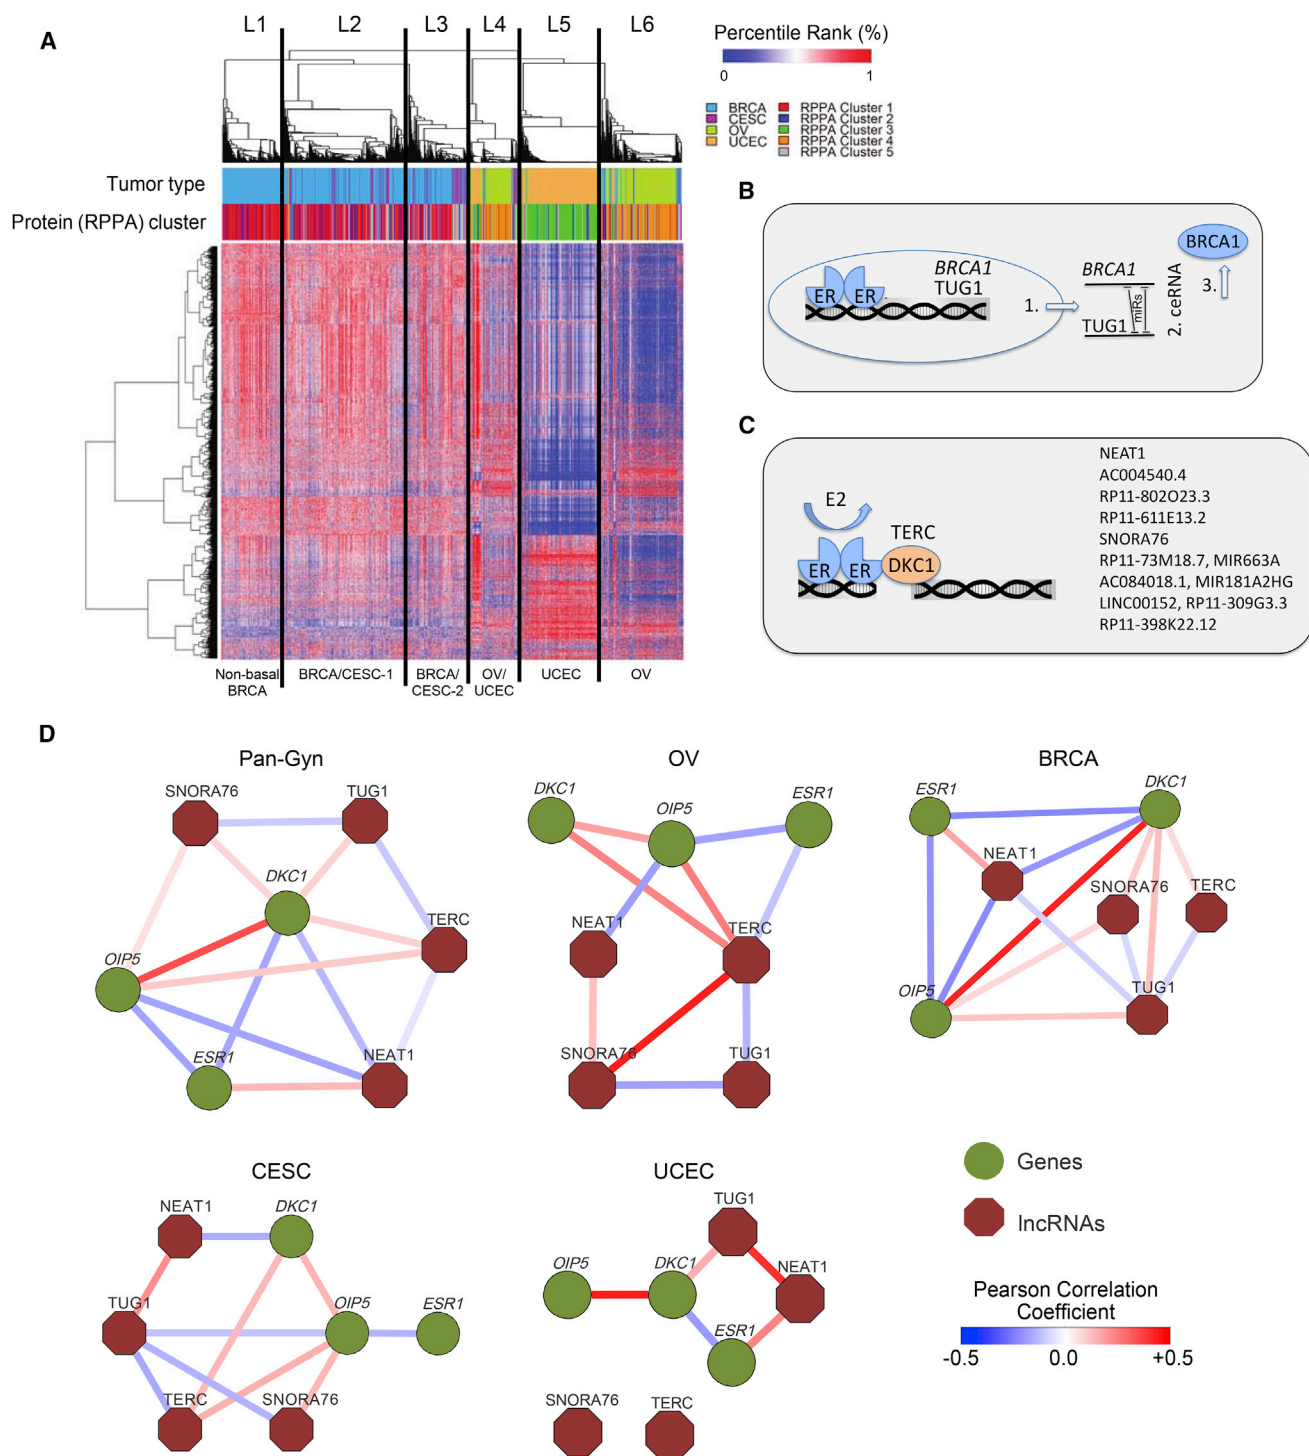 A
L1 L2 L3 L4 L5 L6
Percentile Rank (%)
0 1
BRCA
CESC
OV
UCEC
RPPA Cluster 1
RPPA Cluster 2
RPPA Cluster 3
RPPA Cluster 4
RPPA Cluster 5
Tumor type
Protein (RPPA) cluster
Non-basal
BRCA
BRCA/CESC-1
BRCA/
CESC-2
OV/
UCEC
UCEC
OV
B
ER ER
BRCA1
TUG1
1.
BRCA1
miRs
TUG1
2. ceRNA
3.
BRCA1
C
E2
TERC
ER ER DKC1
NEAT1
AC004540.4
RP11-802O23.3
RP11-611E13.2
SNORA76
RP11-73M18.7, MIR663A
AC084018.1, MIR181A2HG
LINC00152, RP11-309G3.3
RP11-398K22.12
D
Pan-Gyn
SNORA76 TUG1
DKC1
TERC
OIP5
ESR1 NEAT1
OV
DKC1 OIP5 ESR1
NEAT1 TERC
SNORA76 TUG1
BRCA
ESR1 DKC1
NEAT1
SNORA76 TERC
OIP5 TUG1
CESC
NEAT1 DKC1
TUG1 OIP5 ESR1
TERC SNORA76
UCEC
TUG1
OIP5 DKC1 NEAT1
ESR1
SNORA76 TERC
Genes
lncRNAs
Pearson Correlation
Coefficient
-0.5 0.0 +0.5